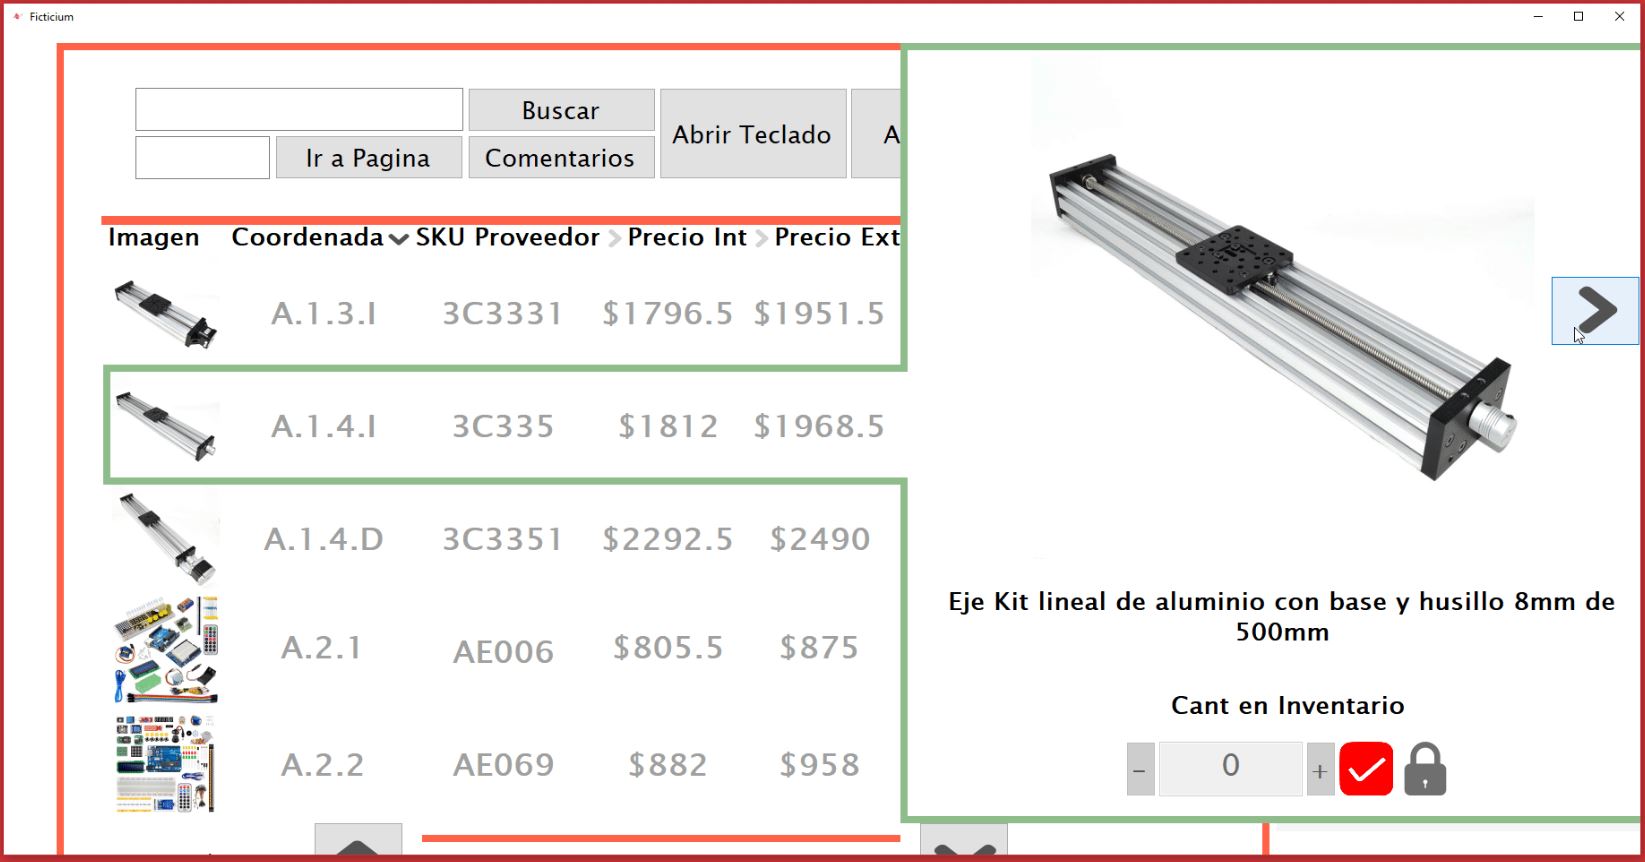 Ficticium
Buscar
Abrir Teclado
A
Ir a Pagina
Comentarios
Imagen Coordenada SKU Proveedor Precio Int Precio Ext
A.1.3.I 3C3331 $1796.5 $1951.5
A.1.4.I 3C335 $1812 $1968.5
A.1.4.D 3C3351 $2292.5 $2490
A.2.1 AE006 $805.5 $875
A.2.2 AE069 $882 $958
Eje Kit lineal de aluminio con base y husillo 8mm de
500mm
Cant en Inventario
- 0 +